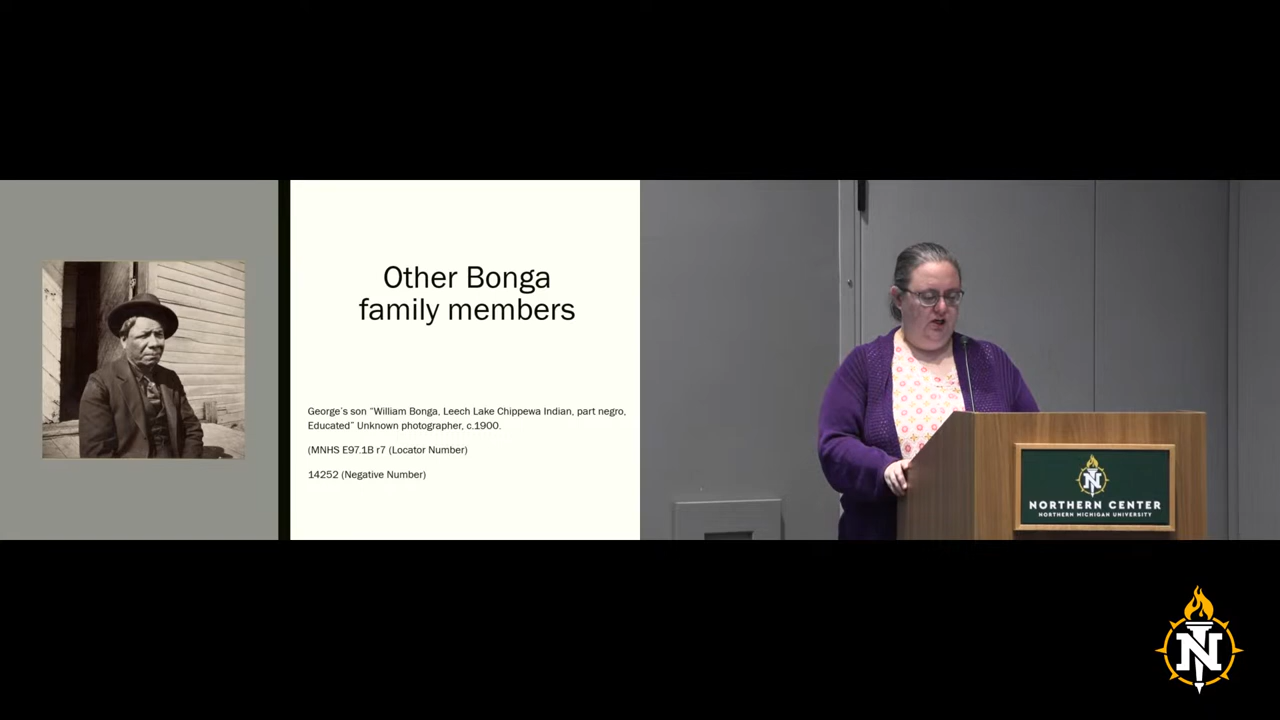 Other Bonga
family members
George's son "William Bonga, Leech Lake Chippewa Indian, part negro,
Educated" Unknown photographer, c.1900.
(MNHS E97.1B r7 (Locator Number)
14252 (Negative Number)
N
NORTHERN CENTER
NORTHERN MICHIGAN UNIVERSITY
N